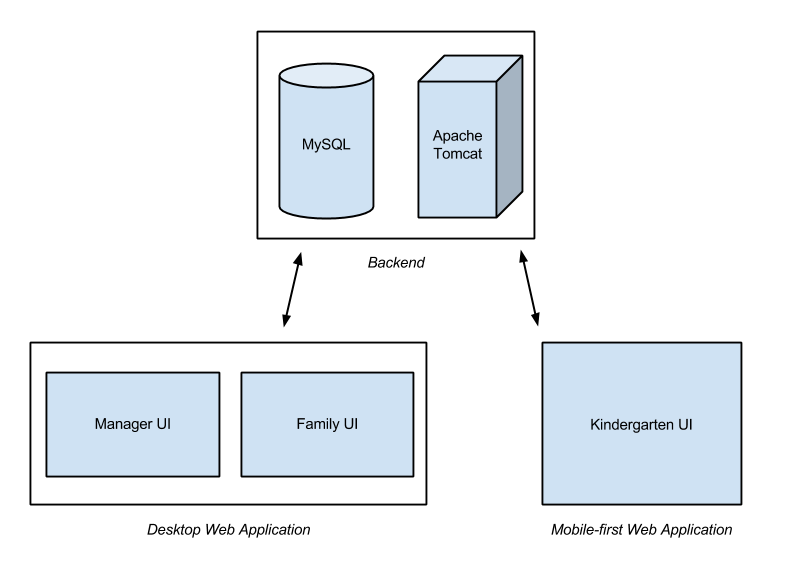 MySQL
Apache
Tomcat
Backend
Manager UI
Family UI
Kindergarten UI
Desktop Web Application
Mobile-first Web Application